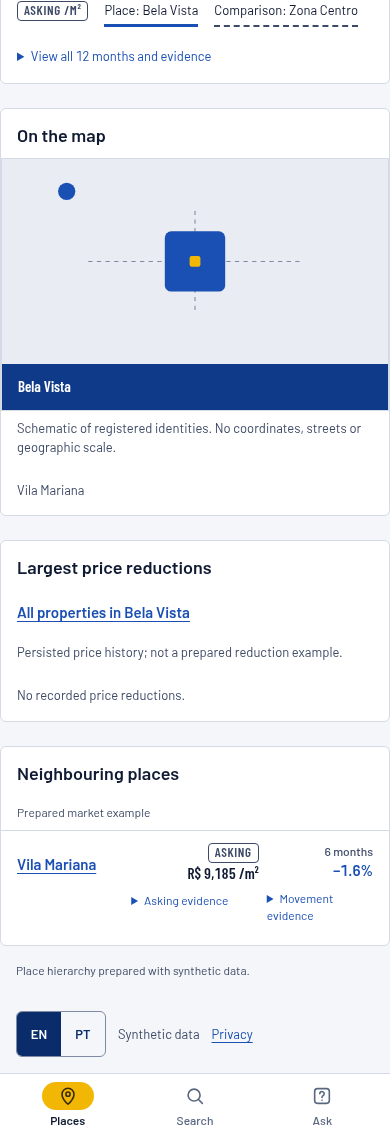 ASKING /M² Place: Bela Vista Comparison: Zona Centro
View all 12 months and evidence
On the map
Bela Vista
Schematic of registered identities. No coordinates, streets or
geographic scale.
Vila Mariana
Largest price reductions
All properties in Bela Vista
Persisted price history; not a prepared reduction example.
No recorded price reductions.
Neighbouring places
Prepared market example
Vila Mariana
ASKING
R$ 9,185 /m²
Asking evidence
6 months
−1.6%
Movement
evidence
Place hierarchy prepared with synthetic data.
EN PT Synthetic data Privacy
Places Search Ask